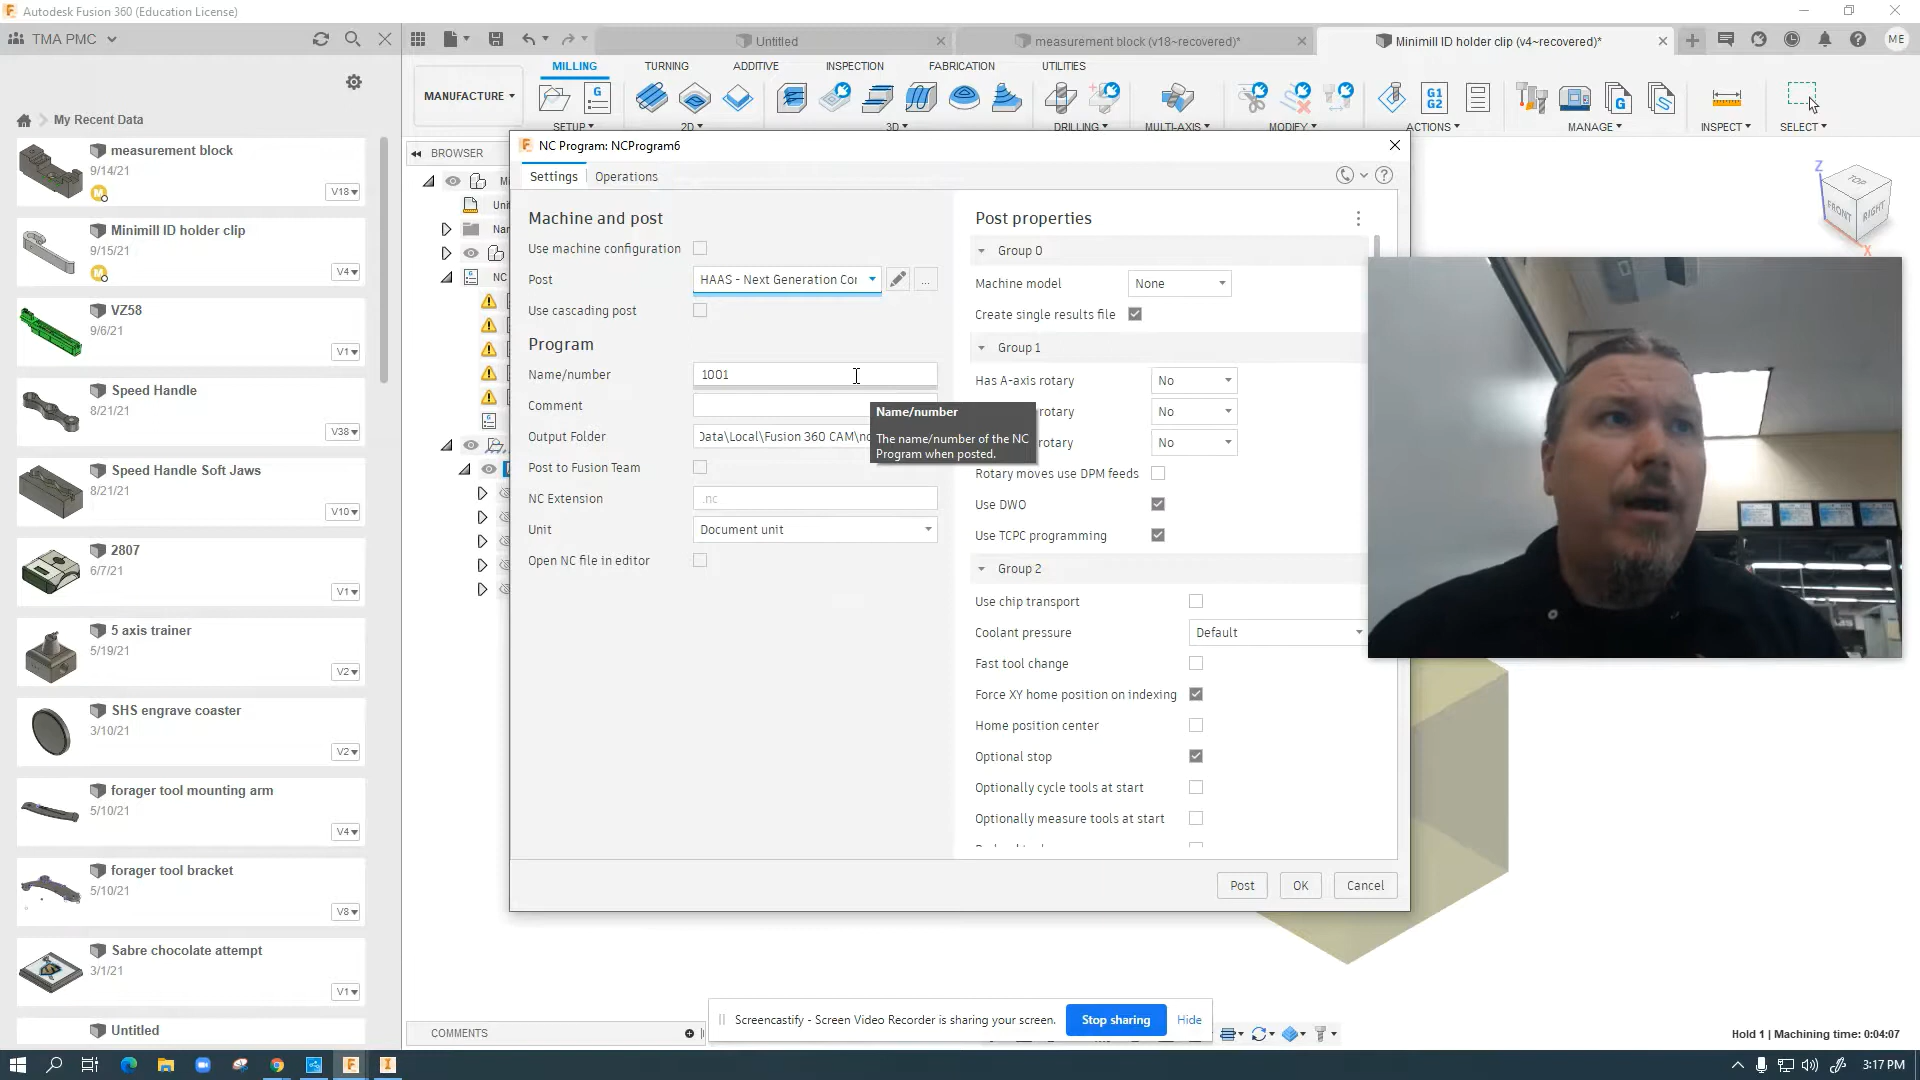 Autodesk Fusion 360 (Education License)
TMA PMC
Untitled
measurement block (v18~recovered)*
Minimill ID holder clip (v4~recovered)*
ME
MILLING
TURNING
ADDITIVE
INSPECTION
FABRICATION
UTILITIES
MANUFACTURE
G
G1
G2
G
SETUP
2D
3D
DRILLING
MULTI-AXIS
MODIFY
ACTIONS
MANAGE
INSPECT
SELECT
My Recent Data
measurement block
9/14/21
M
V18
Minimill ID holder clip
9/15/21
M
V4
VZ58
9/6/21
V1
Speed Handle
8/21/21
V38
Speed Handle Soft Jaws
8/21/21
V10
2807
6/7/21
V1
5 axis trainer
5/19/21
V2
SHS engrave coaster
3/10/21
V2
forager tool mounting arm
5/10/21
V4
forager tool bracket
5/10/21
V8
Sabre chocolate attempt
3/1/21
V1
Untitled
BROWSER
NC
NC Program: NCProgram6
Settings
Operations
Machine and post
Use machine configuration
Post
HAAS - Next Generation Cor
...
Use cascading post
Program
Name/number
1001
Comment
Output Folder
Data\Local\Fusion 360 CAM\nc
Name/number
The name/number of the NC
Program when posted.
Post to Fusion Team
NC Extension
.nc
Unit
Document unit
Open NC file in editor
Post properties
Group 0
Machine model
None
Create single results file
Group 1
Has A-axis rotary
No
rotary
No
rotary
No
Rotary moves use DPM feeds
Use DWO
Use TCPC programming
Group 2
Use chip transport
Coolant pressure
Default
Fast tool change
Force XY home position on indexing
Home position center
Optional stop
Optionally cycle tools at start
Optionally measure tools at start
Post
OK
Cancel
Z
TOP
FRONT
RIGHT
X
COMMENTS
Screencastify - Screen Video Recorder is sharing your screen.
Stop sharing
Hide
Hold 1 | Machining time: 0:04:07
3:17 PM